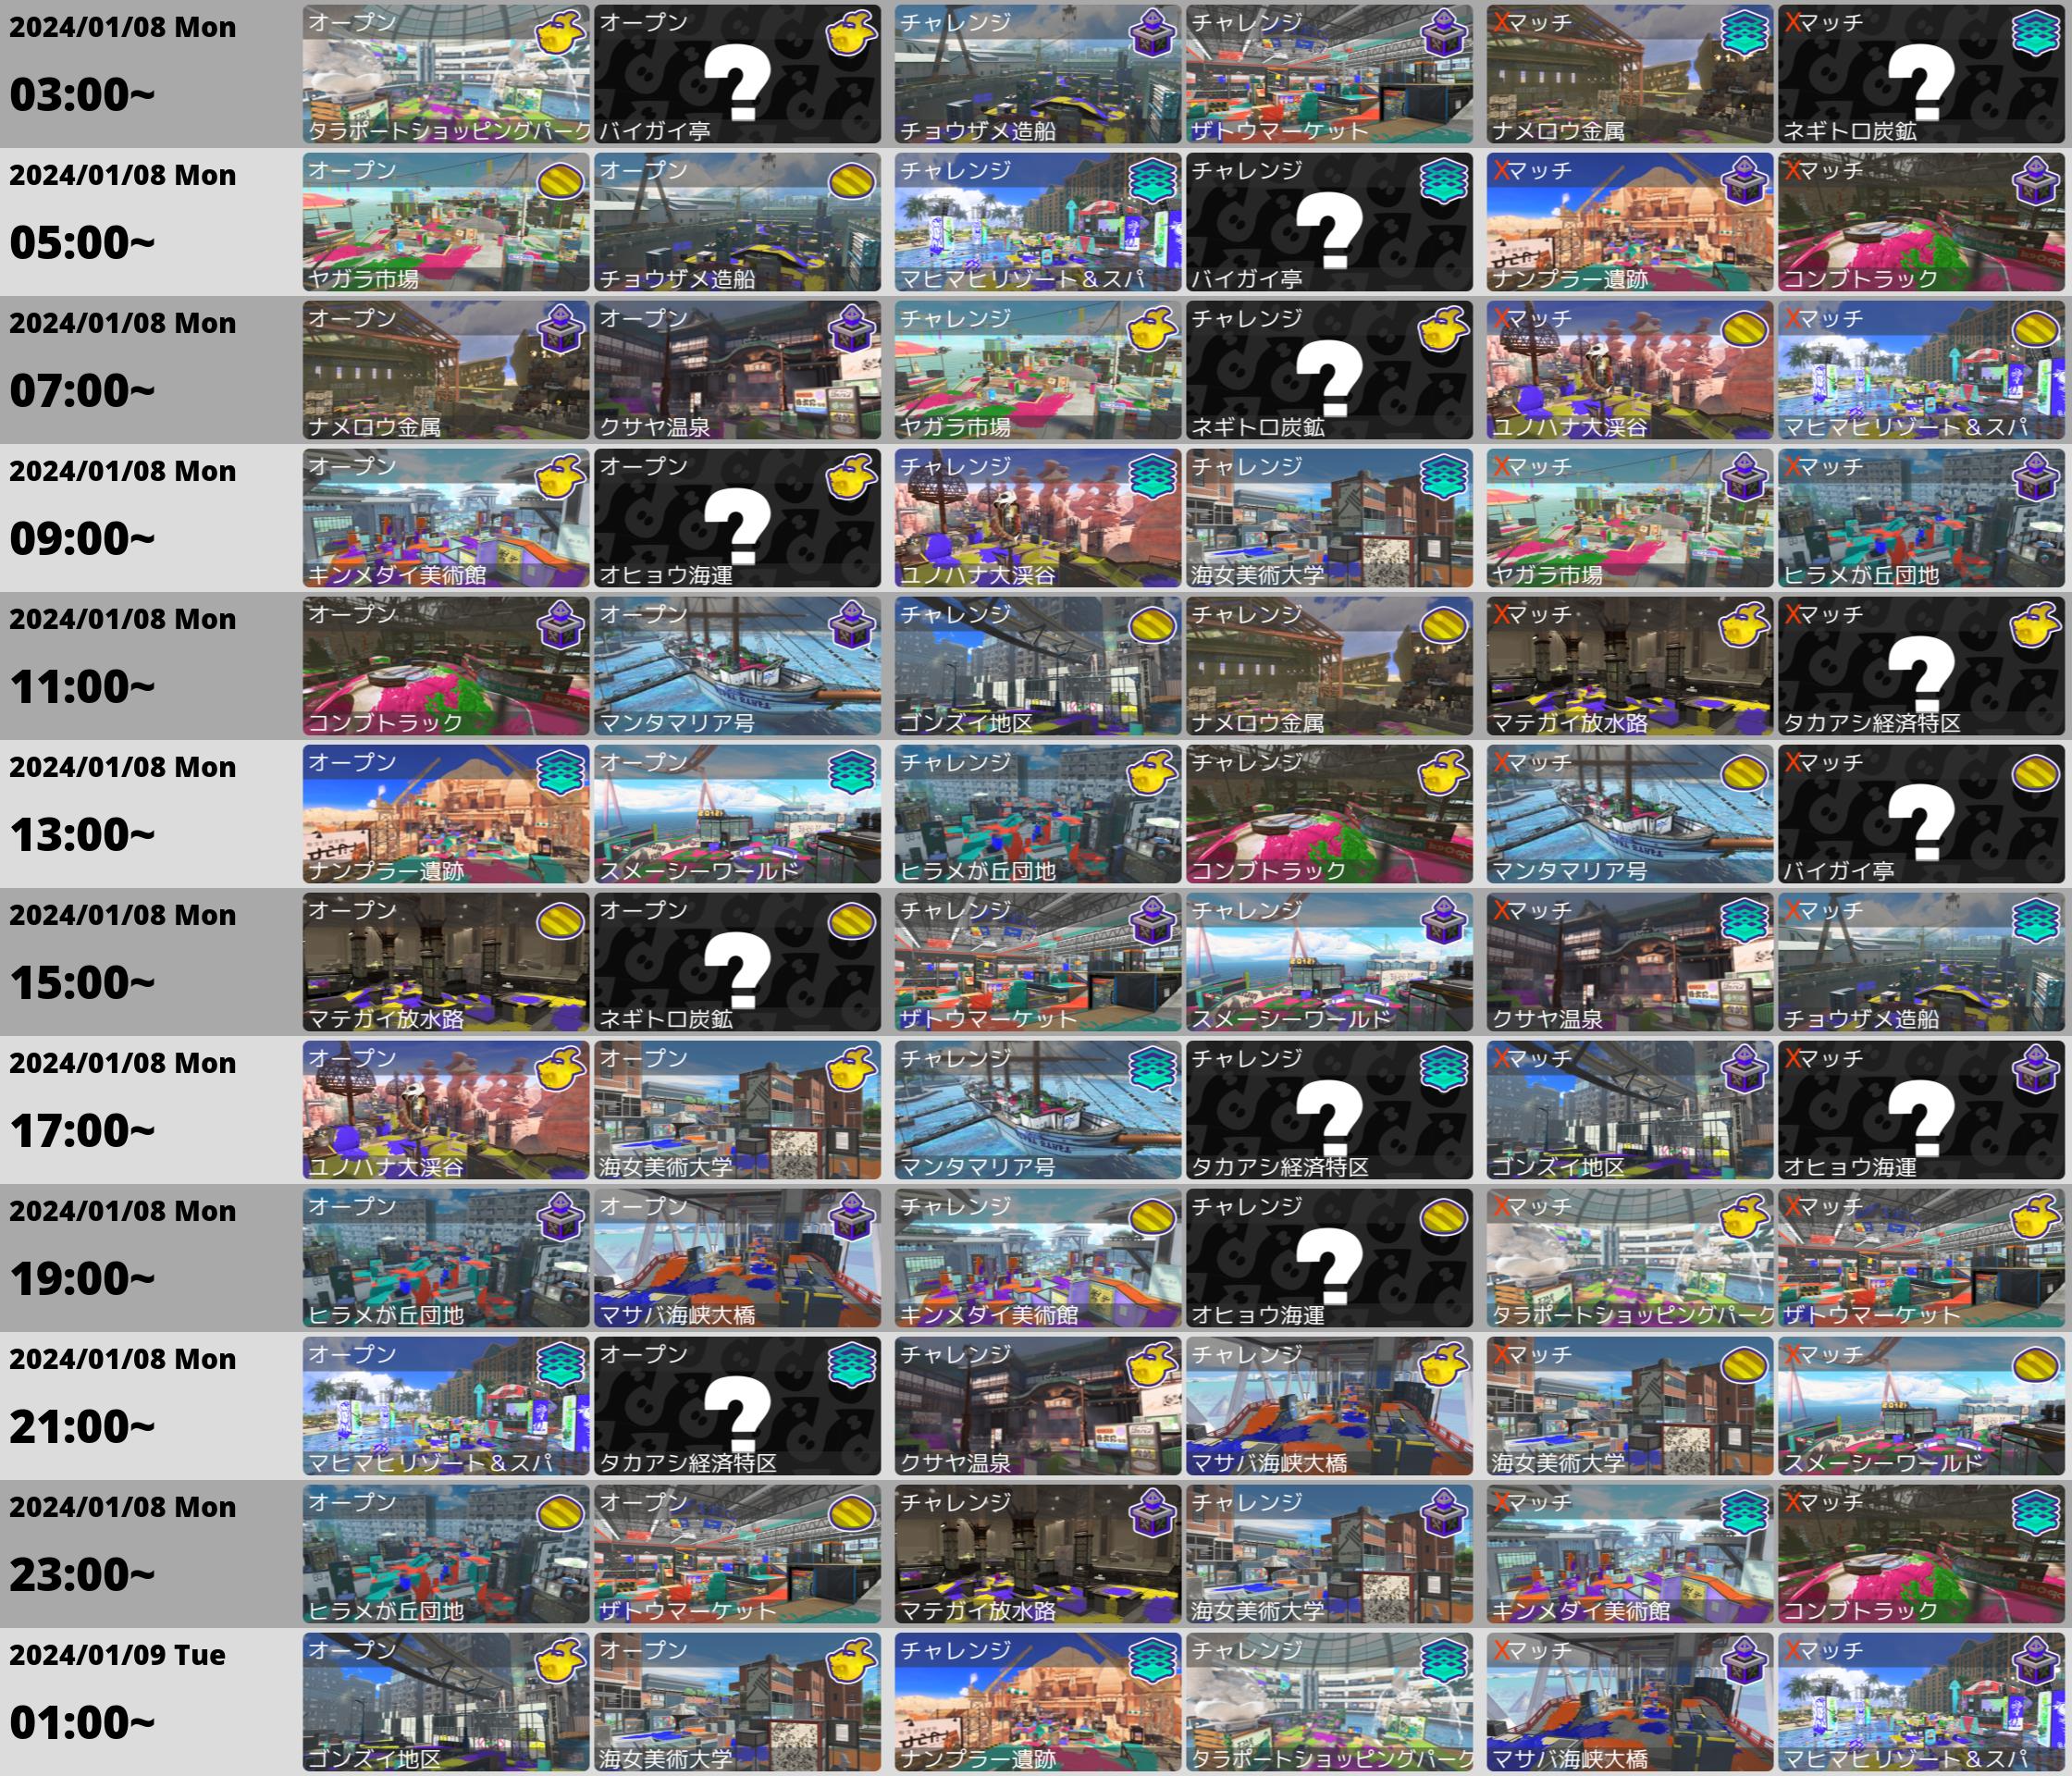 2024/01/08 Mon
03:00~
オープン
タラポートショッピングパーク
オープン
バイガイ亭
チャレンジ
チョウザメ造船
チャレンジ
ザトウマーケット
Xマッチ
ナメロウ金属
Xマッチ
ネギトロ炭鉱
2024/01/08 Mon
05:00~
オープン
ヤガラ市場
オープン
チョウザメ造船
チャレンジ
マヒマヒリゾート＆スパ
チャレンジ
バイガイ亭
Xマッチ
ナンプラー遺跡
Xマッチ
コンブトラック
2024/01/08 Mon
07:00~
オープン
ナメロウ金属
オープン
クサヤ温泉
チャレンジ
ヤガラ市場
チャレンジ
ネギトロ炭鉱
Xマッチ
ユノハナ大渓谷
Xマッチ
マヒマヒリゾート＆スパ
2024/01/08 Mon
09:00~
オープン
キンメダイ美術館
オープン
オヒョウ海運
チャレンジ
ユノハナ大渓谷
チャレンジ
海女美術大学
Xマッチ
ヤガラ市場
Xマッチ
ヒラメが丘団地
2024/01/08 Mon
11:00~
オープン
コンブトラック
オープン
マンタマリア号
チャレンジ
ゴンズイ地区
チャレンジ
ナメロウ金属
Xマッチ
マテガイ放水路
Xマッチ
タカアシ経済特区
2024/01/08 Mon
13:00~
オープン
ナンプラー遺跡
オープン
スメーシーワールド
チャレンジ
ヒラメが丘団地
チャレンジ
コンブトラック
Xマッチ
マンタマリア号
Xマッチ
バイガイ亭
2024/01/08 Mon
15:00~
オープン
マテガイ放水路
オープン
ネギトロ炭鉱
チャレンジ
ザトウマーケット
チャレンジ
スメーシーワールド
Xマッチ
クサヤ温泉
Xマッチ
チョウザメ造船
2024/01/08 Mon
17:00~
オープン
ユノハナ大渓谷
オープン
海女美術大学
チャレンジ
マンタマリア号
チャレンジ
タカアシ経済特区
Xマッチ
ゴンズイ地区
Xマッチ
オヒョウ海運
2024/01/08 Mon
19:00~
オープン
ヒラメが丘団地
オープン
マサバ海峡大橋
チャレンジ
キンメダイ美術館
チャレンジ
オヒョウ海運
Xマッチ
タラポートショッピングパーク
Xマッチ
ザトウマーケット
2024/01/08 Mon
21:00~
オープン
マヒマヒリゾート＆スパ
オープン
タカアシ経済特区
チャレンジ
クサヤ温泉
チャレンジ
マサバ海峡大橋
Xマッチ
海女美術大学
Xマッチ
スメーシーワールド
2024/01/08 Mon
23:00~
オープン
ヒラメが丘団地
オープン
ザトウマーケット
チャレンジ
マテガイ放水路
チャレンジ
海女美術大学
Xマッチ
キンメダイ美術館
Xマッチ
コンブトラック
2024/01/09 Tue
01:00~
オープン
ゴンズイ地区
オープン
海女美術大学
チャレンジ
ナンプラー遺跡
チャレンジ
タラポートショッピングパーク
Xマッチ
マサバ海峡大橋
Xマッチ
マヒマヒリゾート＆スパ